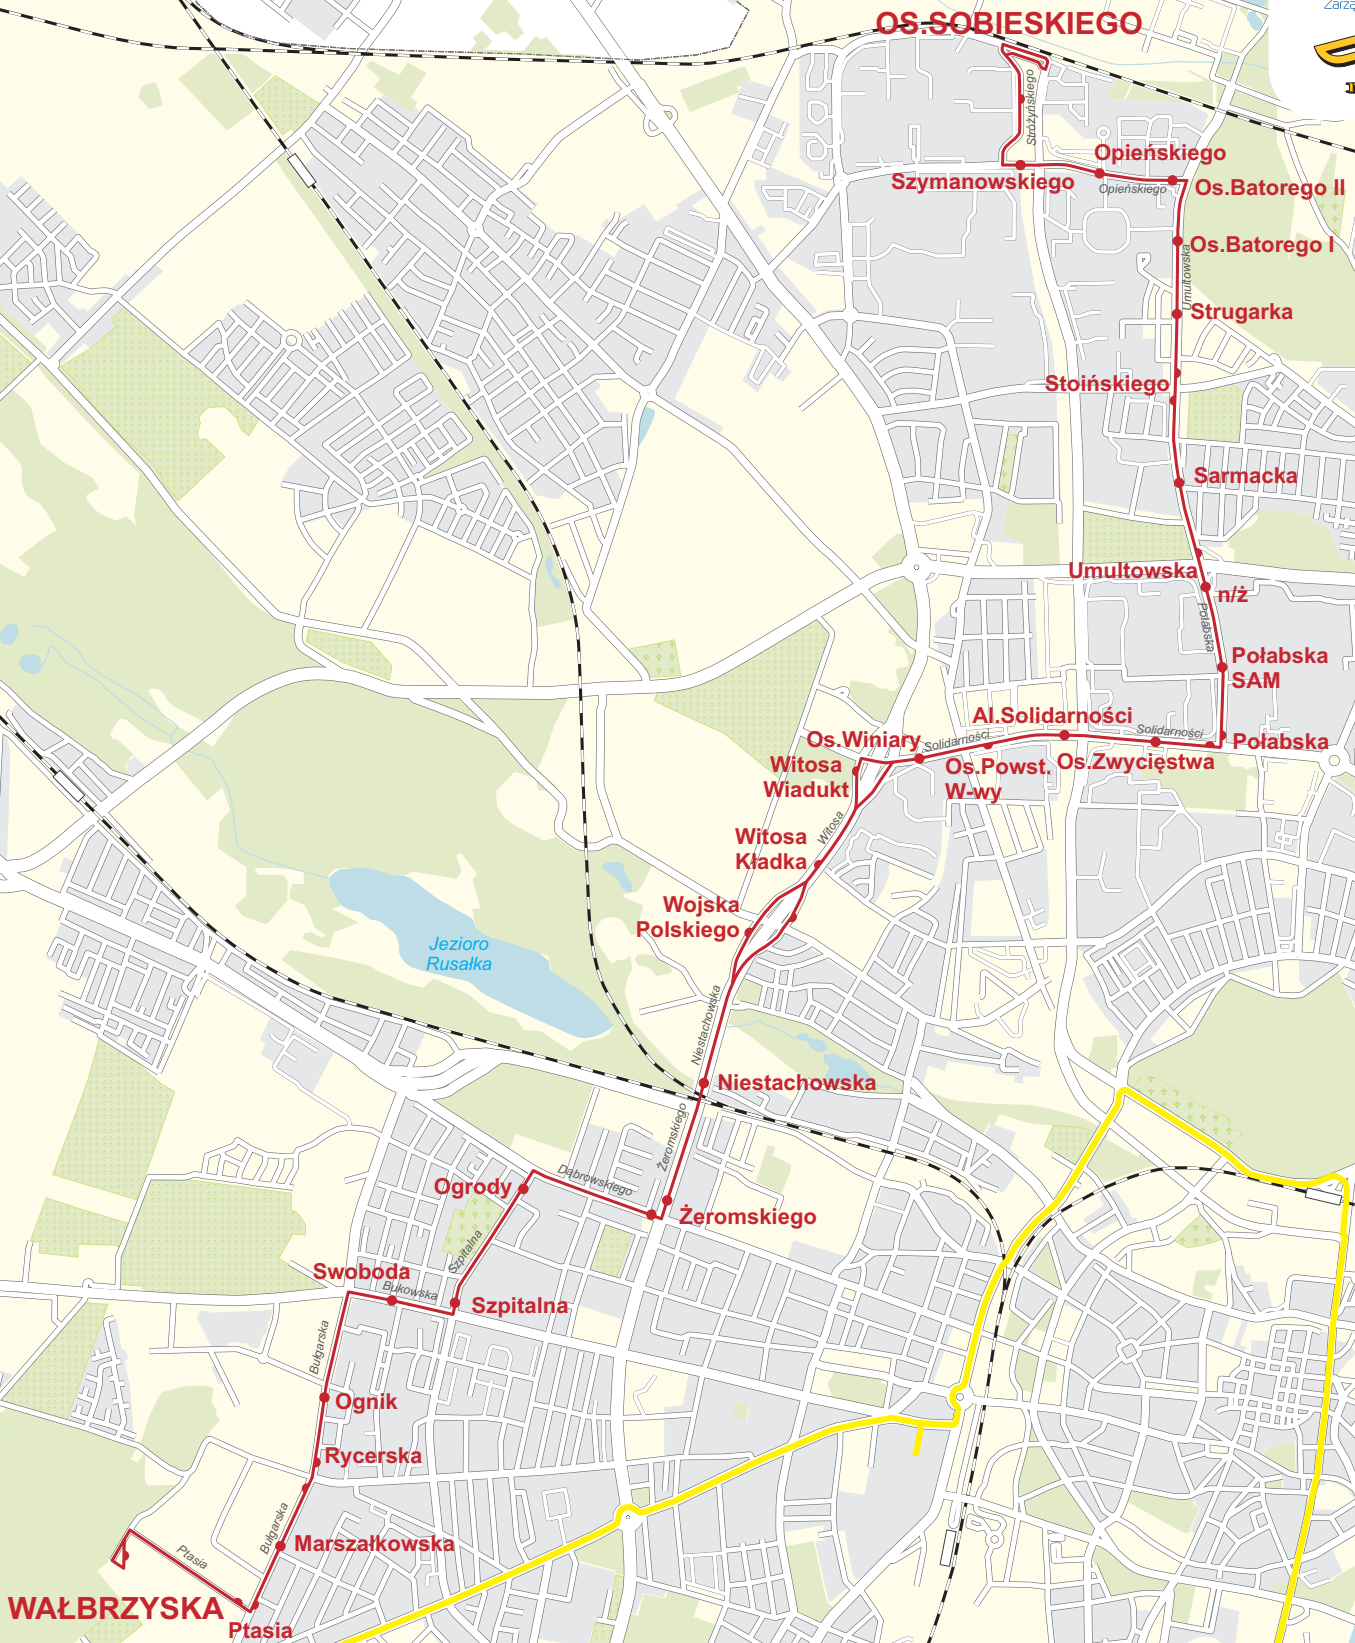 Zarzą
OS.SOBIESKIEGO
Stróżyńskiego
Opieńskiego
Szymanowskiego
Opieńskiego
Os.Batorego II
Os.Batorego I
Umultowska
Strugarka
Stoińskiego
Sarmacka
Umultowska
n/ż
Połabska
Połabska
SAM
Al.Solidarności
Solidarności
Solidarności
Połabska
Os.Winiary
Witosa
Wiadukt
Os.Powst.
W-wy
Os.Zwycięstwa
Witosa
Witosa
Kładka
Wojska
Polskiego
Jezioro
Rusałka
Niestachowska
Niestachowska
Żeromskiego
Dąbrowskiego
Ogrody
Żeromskiego
Szpitalna
Swoboda
Bukowska
Szpitalna
Bułgarska
Ognik
Rycerska
Bułgarska
Marszałkowska
Ptasia
WAŁBRZYSKA
Ptasia